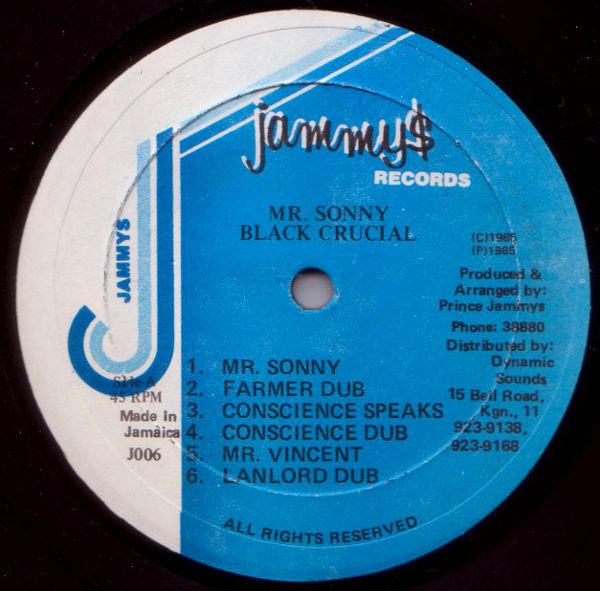 jammy$
RECORDS
MR. SONNY
BLACK CRUCIAL
(C)1985
(P)1985
Produced &
Arranged by:
Prince Jammys
Phone: 38880
Distributed by:
Dynamic
Sounds
15 Bell Road,
Kgn., 11
923-9138,
923-9168
JAMMYS
Side A
45 RPM
Made in
Jamaica
J006
1. MR. SONNY
2. FARMER DUB
3. CONSCIENCE SPEAKS
4. CONSCIENCE DUB
5. MR. VINCENT
6. LANLORD DUB
ALL RIGHTS RESERVED